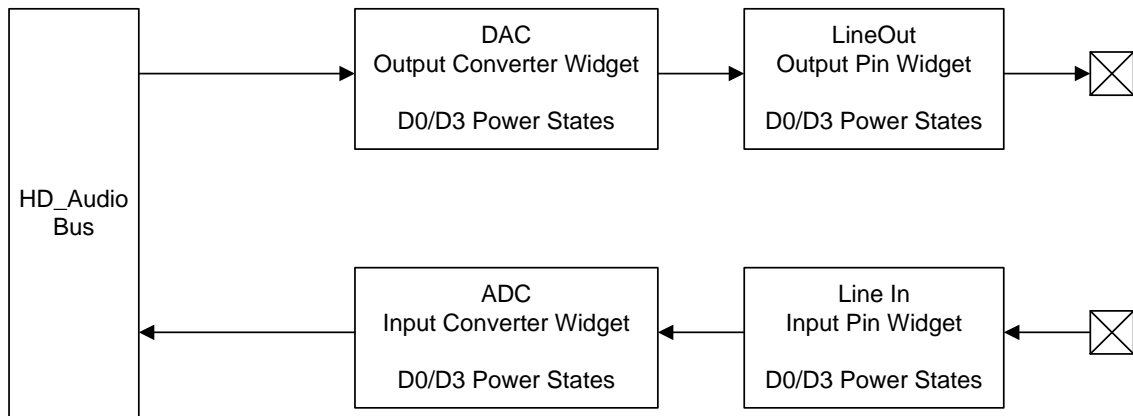 HD_Audio
Bus
DAC
Output Converter Widget
D0/D3 Power States
LineOut
Output Pin Widget
D0/D3 Power States
ADC
Input Converter Widget
D0/D3 Power States
Line In
Input Pin Widget
D0/D3 Power States